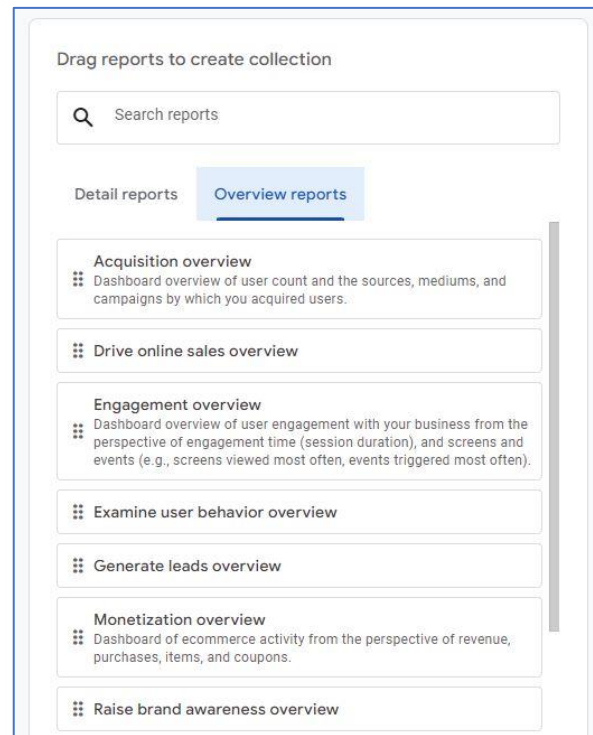 Drag reports to create collection
Search reports
Detail reports Overview reports
Acquisition overview
Dashboard overview of user count and the sources, mediums, and
campaigns by which you acquired users.
Drive online sales overview
Engagement overview
Dashboard overview of user engagement with your business from the
perspective of engagement time (session duration), and screens and
events (e.g., screens viewed most often, events triggered most often).
Examine user behavior overview
Generate leads overview
Monetization overview
Dashboard of ecommerce activity from the perspective of revenue,
purchases, items, and coupons.
Raise brand awareness overview